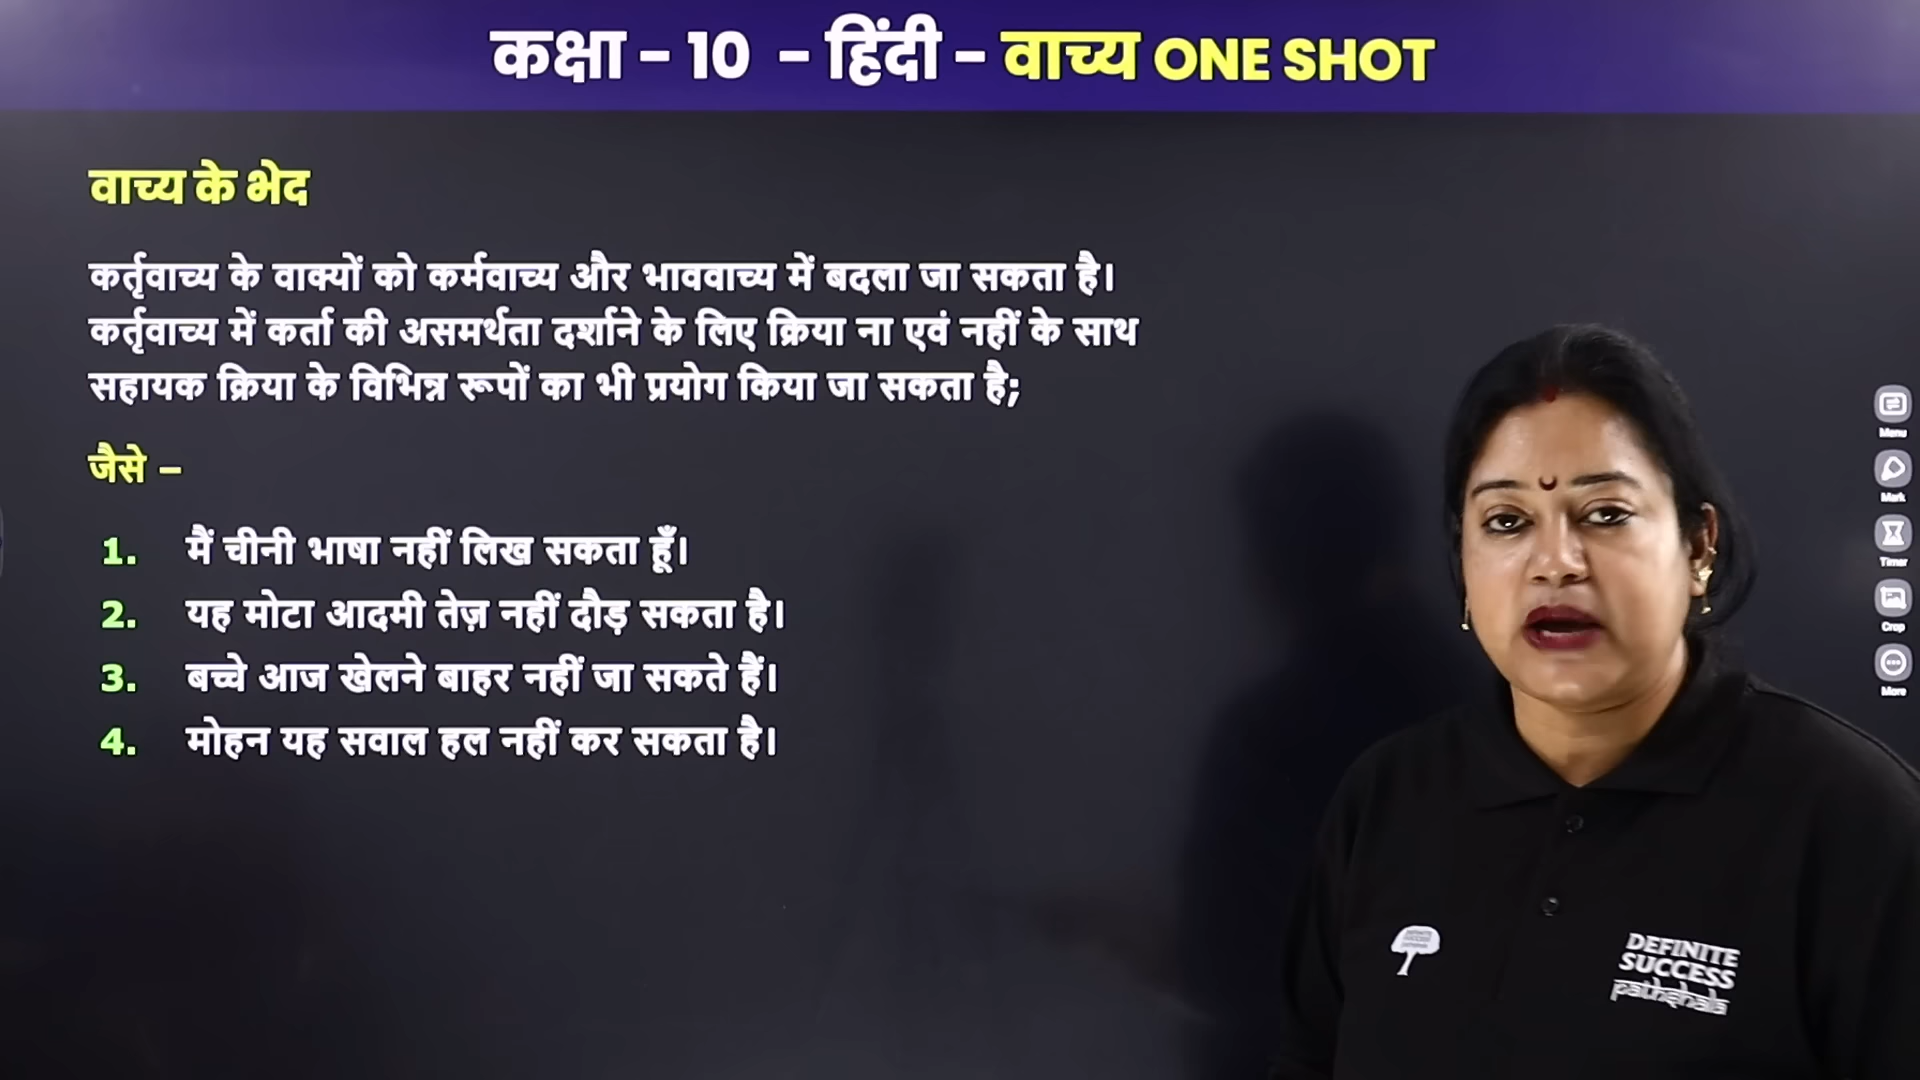 कक्षा - 10 - हिंदी - वाच्य ONE SHOT
वाच्य के भेद
कर्तृवाच्य के वाक्यों को कर्मवाच्य और भाववाच्य में बदला जा सकता है।
कर्तृवाच्य में कर्ता की असमर्थता दर्शाने के लिए क्रिया ना एवं नहीं के साथ
सहायक क्रिया के विभिन्न रूपों का भी प्रयोग किया जा सकता है;
जैसे –
1. मैं चीनी भाषा नहीं लिख सकता हूँ।
2. यह मोटा आदमी तेज़ नहीं दौड़ सकता है।
3. बच्चे आज खेलने बाहर नहीं जा सकते हैं।
4. मोहन यह सवाल हल नहीं कर सकता है।
Menu
Mark
Timer
Crop
More
DEFINITE
SUCCESS
pathshala